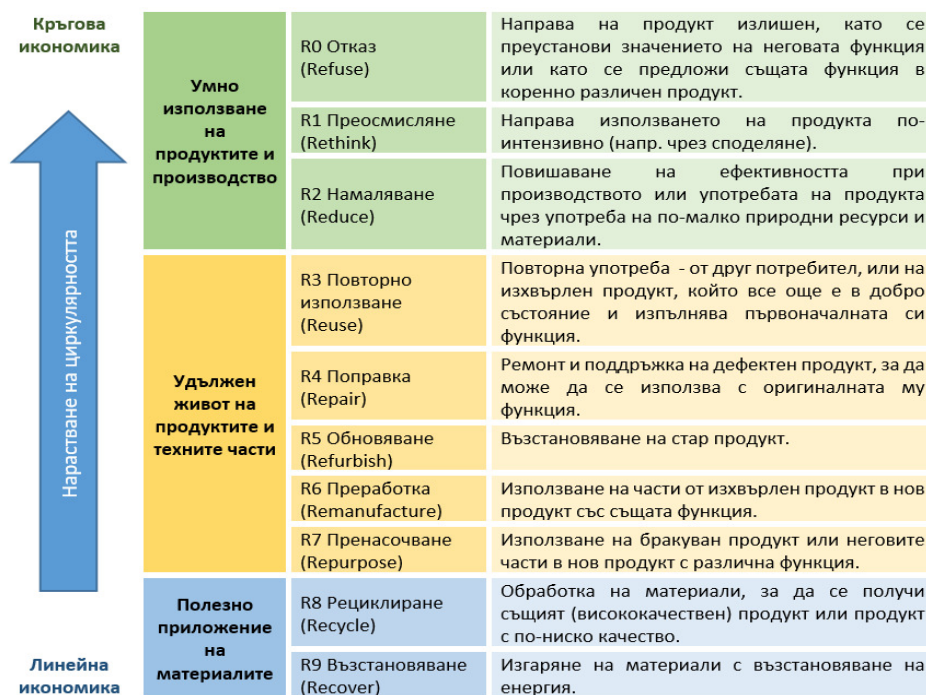 Кръгова
икономика
Нарастване на циркулярността
Линейна
икономика
Умно
използване
на
продуктите и
производство
R0 Отказ
(Refuse)
Направа на продукт излишен, като се
преустанови значението на неговата функция
или като се предложи същата функция в
коренно различен продукт.
R1 Преосмисляне
(Rethink)
Направа използването на продукта по-
интензивно (напр. чрез споделяне).
R2 Намаляване
(Reduce)
Повишаване на ефективността при
производството или употребата на продукта
чрез употреба на по-малко природни ресурси и
материали.
Удължен
живот на
продуктите и
техните части
R3 Повторно
използване
(Reuse)
Повторна употреба - от друг потребител, или на
изхвърлен продукт, който все още е в добро
състояние и изпълнява първоначалната си
функция.
R4 Поправка
(Repair)
Ремонт и поддръжка на дефектен продукт, за да
може да се използва с оригиналната му
функция.
R5 Обновяване
(Refurbish)
Възстановяване на стар продукт.
R6 Преработка
(Remanufacture)
Използване на части от изхвърлен продукт в нов
продукт със същата функция.
R7 Пренасочване
(Repurpose)
Използване на бракуван продукт или неговите
части в нов продукт с различна функция.
Полезно
приложение
на
материалите
R8 Рециклиране
(Recycle)
Обработка на материали, за да се получи
същият (висококачествен) продукт или продукт
с по-ниско качество.
R9 Възстановяване
(Recover)
Изгаряне на материали с възстановяване на
енергия.